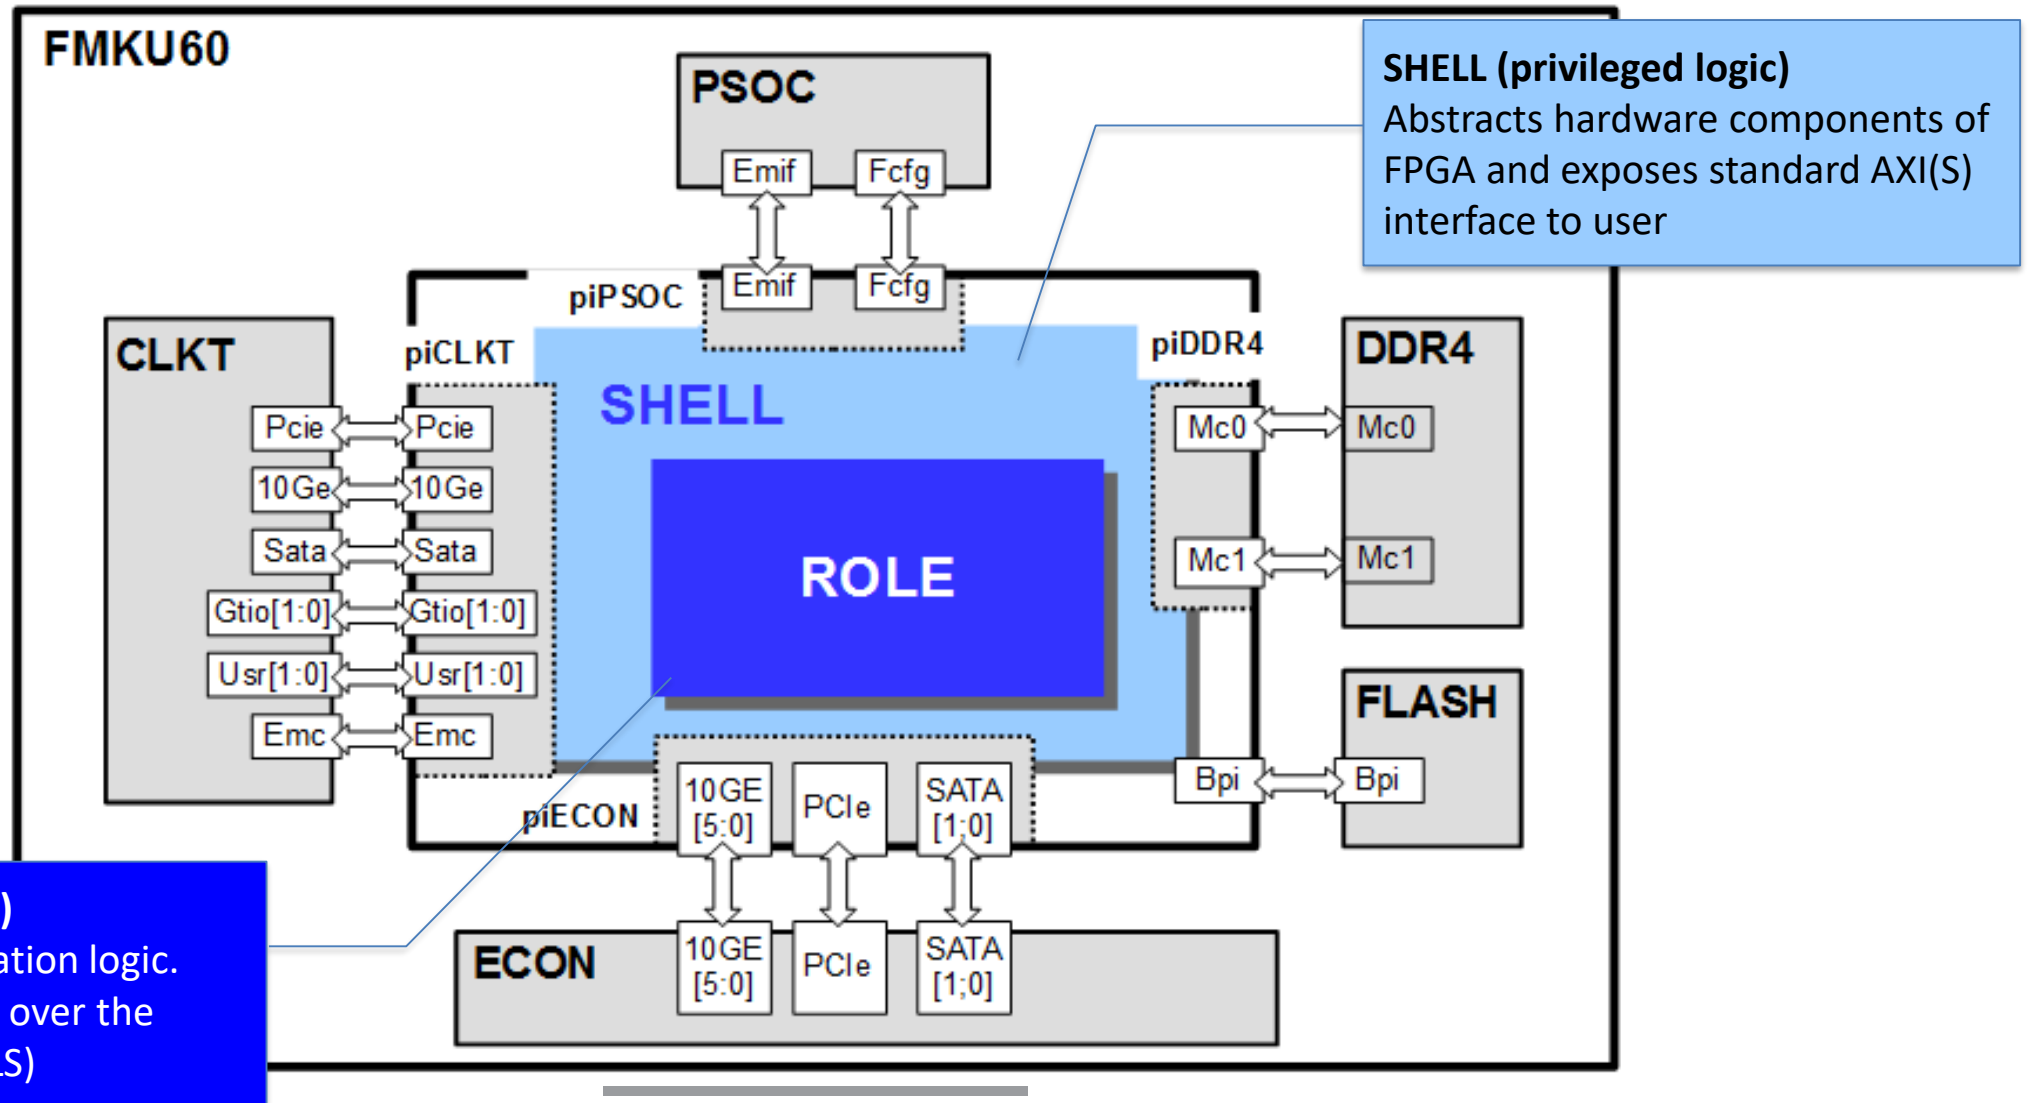 FMKU60
PSOC
Emif
Fcfg
SHELL (privileged logic)
Abstracts hardware components of
FPGA and exposes standard AXI(S)
interface to user
piPSOC
Emif
Fcfg
CLKT
piCLKT
piDDR4
DDR4
SHELL
Pcie
Pcie
Mc0
Mc0
10Ge
10Ge
Sata
Sata
Mc1
Mc1
ROLE
Gtio[1:0]
Gtio[1:0]
Usr[1:0]
Usr[1:0]
FLASH
Emc
Emc
Bpi
Bpi
piECON
10GE
[5:0]
PCIe
SATA
[1;0]
ECON
10GE
[5:0]
PCIe
SATA
[1;0]
)
ation logic.
over the
LS)